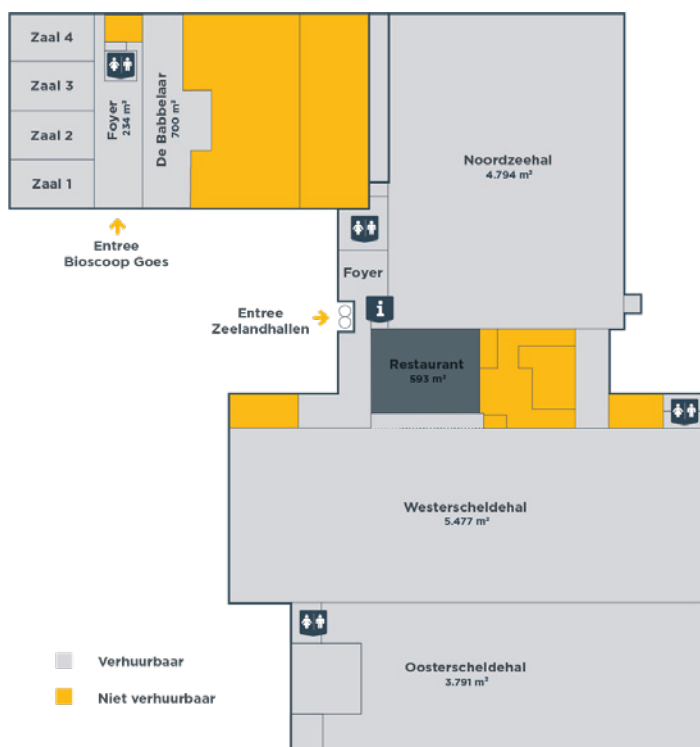 Zaal 4
Zaal 3
Zaal 2
Zaal 1
Foyer
234 m²
De Babbelaar
700 m²
Noordzeehal
4.794 m²
Entree
Bioscoop Goes
Foyer
Entree
Zeelandhallen
i
Restaurant
593 m²
Westerscheldehal
5.477 m²
Oosterscheldehal
3.791 m²
Verhuurbaar
Niet verhuurbaar